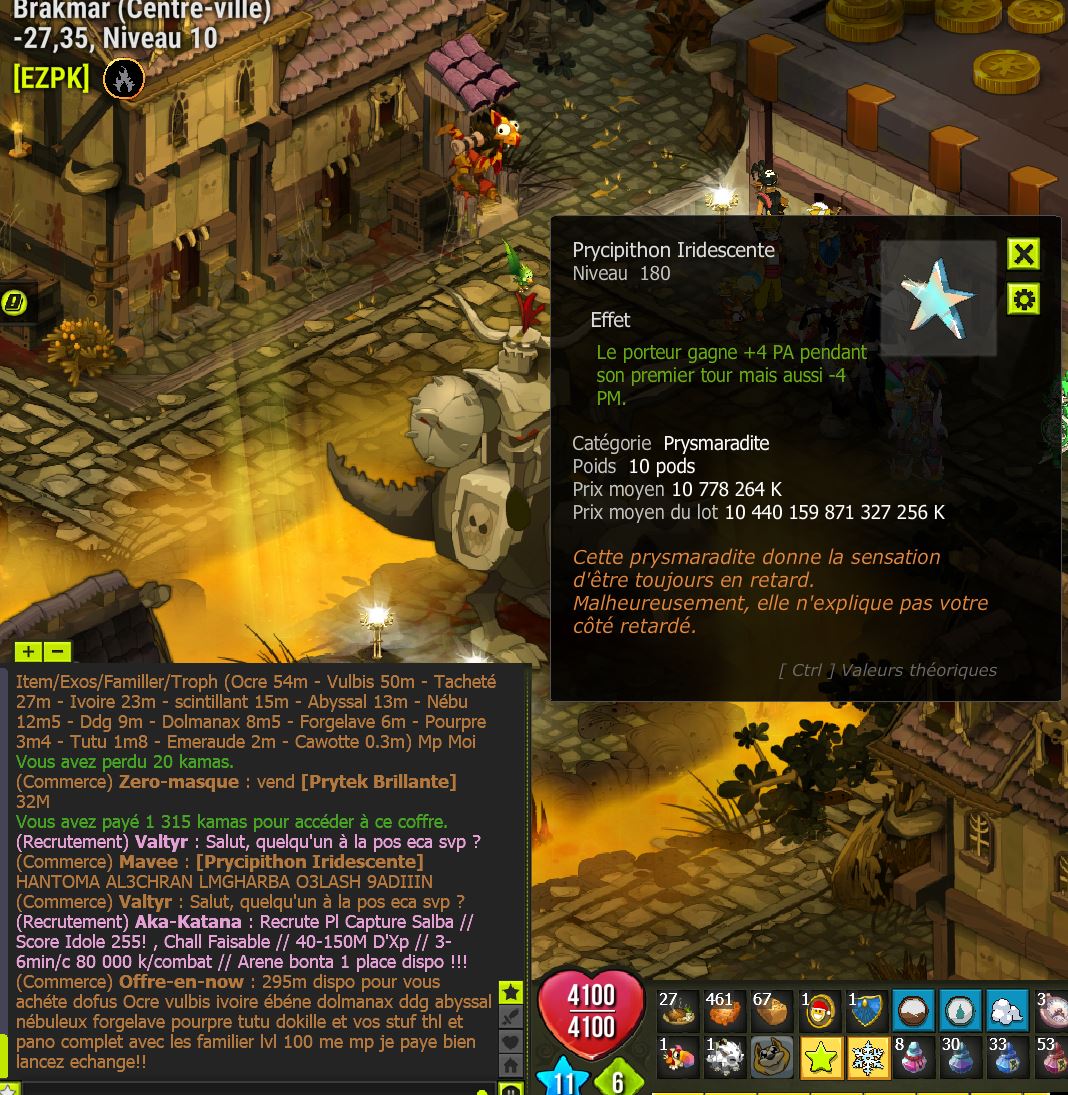 Brakmar (Centre-ville)
-27,35, Niveau 10
[EZPK]
Prycipithon Iridescente
Niveau 180
Effet
Le porteur gagne +4 PA pendant
son premier tour mais aussi -4
PM.
Catégorie Prysmaradite
Poids 10 pods
Prix moyen 10 778 264 K
Prix moyen du lot 10 440 159 871 327 256 K
Cette prysmaradite donne la sensation
d'être toujours en retard.
Malheureusement, elle n'explique pas votre
côté retardé.
[ Ctrl ] Valeurs théoriques
+ −
Item/Exos/Familler/Troph (Ocre 54m - Vulbis 50m - Tacheté
27m - Ivoire 23m - scintillant 15m - Abyssal 13m - Nébu
12m5 - Ddg 9m - Dolmanax 8m5 - Forgelave 6m - Pourpre
3m4 - Tutu 1m8 - Emeraude 2m - Cawotte 0.3m) Mp Moi
Vous avez perdu 20 kamas.
(Commerce) Zero-masque : vend [Prytek Brillante]
32M
Vous avez payé 1 315 kamas pour accéder à ce coffre.
(Recrutement) Valtyr : Salut, quelqu'un à la pos eca svp ?
(Commerce) Mavee : [Prycipithon Iridescente]
HANTOMA AL3CHRAN LMGHARBA O3LASH 9ADIIIN
(Commerce) Valtyr : Salut, quelqu'un à la pos eca svp ?
(Recrutement) Aka-Katana : Recrute Pl Capture Salba //
Score Idole 255! , Chall Faisable // 40-150M D'Xp // 3-
6min/c 80 000 k/combat // Arene bonta 1 place dispo !!!
(Commerce) Offre-en-now : 295m dispo pour vous
achéte dofus Ocre vulbis ivoire ébéne dolmanax ddg abyssal
nébuleux forgelave pourpre tutu dokille et vos stuf thl et
pano complet avec les familier lvl 100 me mp je paye bien
lancez echange!!
4100
4100
11 6
27 461 67 1 1
1 1 8 30 33 53